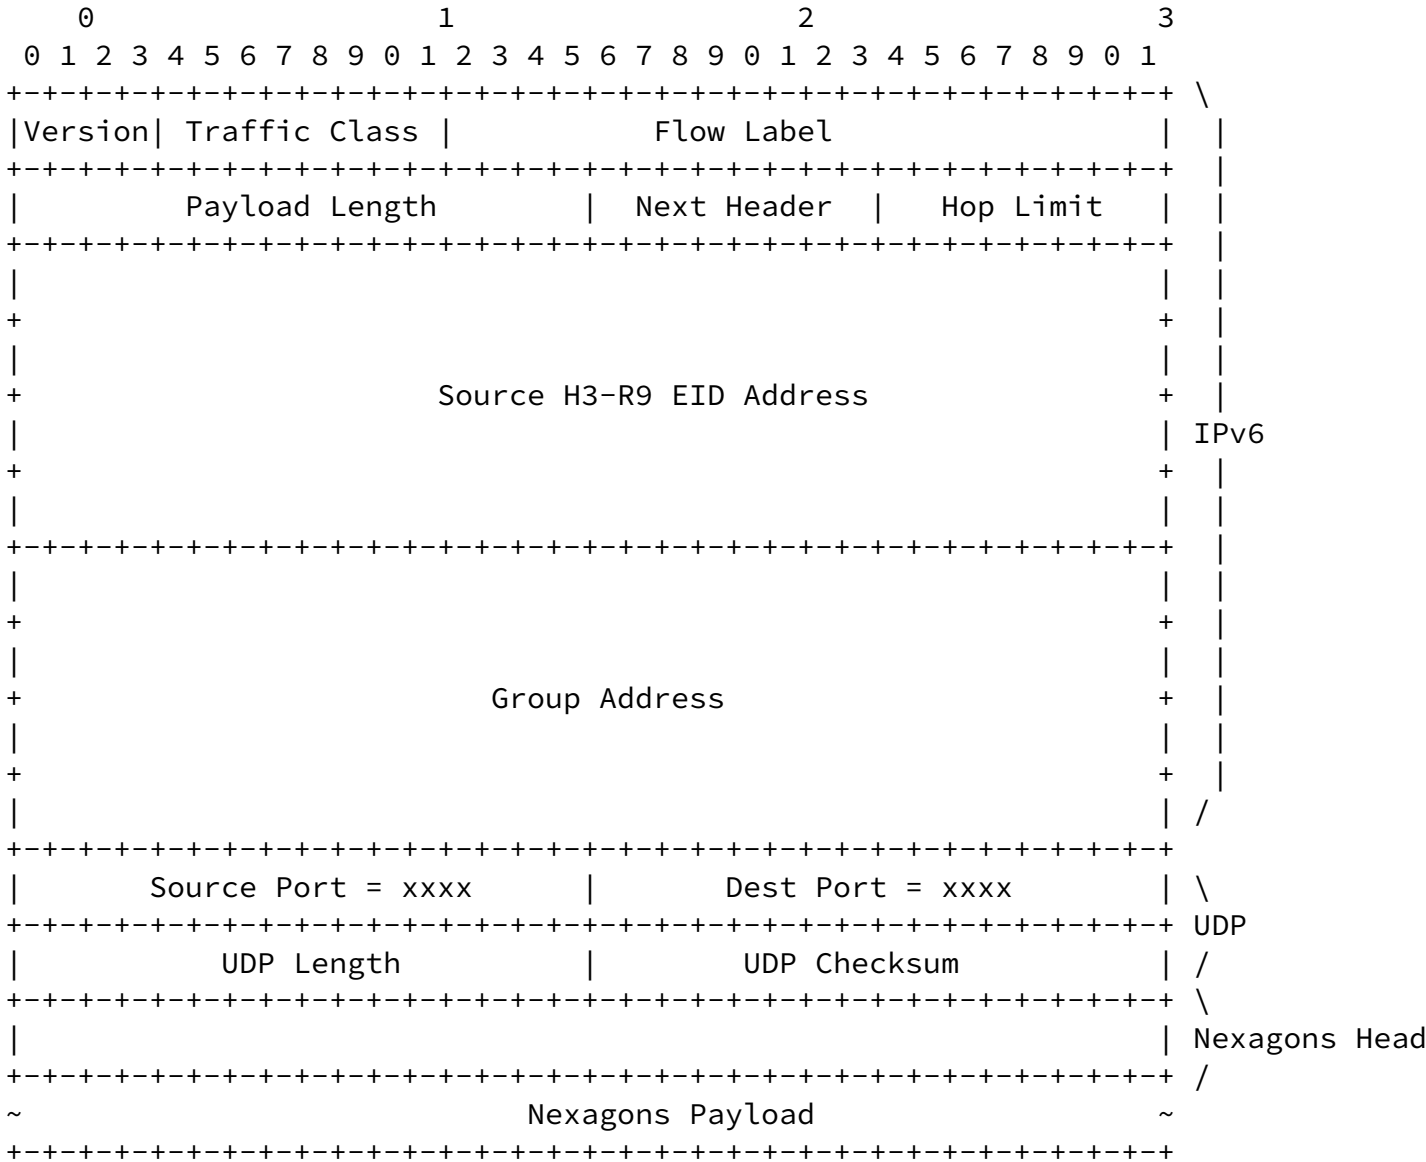 0                   1                   2                   3
 0 1 2 3 4 5 6 7 8 9 0 1 2 3 4 5 6 7 8 9 0 1 2 3 4 5 6 7 8 9 0 1
+-+-+-+-+-+-+-+-+-+-+-+-+-+-+-+-+-+-+-+-+-+-+-+-+-+-+-+-+-+-+-+-+ \
|Version| Traffic Class |           Flow Label                  |  |
+-+-+-+-+-+-+-+-+-+-+-+-+-+-+-+-+-+-+-+-+-+-+-+-+-+-+-+-+-+-+-+-+  |
|         Payload Length        |  Next Header  |   Hop Limit   |  |
+-+-+-+-+-+-+-+-+-+-+-+-+-+-+-+-+-+-+-+-+-+-+-+-+-+-+-+-+-+-+-+-+  |
|                                                               |  |
+                                                               +  |
|                                                               |  |
+                       Source H3-R9 EID Address                +  |
|                                                               | IPv6
+                                                               +  |
|                                                               |  |
+-+-+-+-+-+-+-+-+-+-+-+-+-+-+-+-+-+-+-+-+-+-+-+-+-+-+-+-+-+-+-+-+  |
|                                                               |  |
+                                                               +  |
|                                                               |  |
+                          Group Address                        +  |
|                                                               |  |
+                                                               +  |
|                                                               | /
+-+-+-+-+-+-+-+-+-+-+-+-+-+-+-+-+-+-+-+-+-+-+-+-+-+-+-+-+-+-+-+-+
|       Source Port = xxxx      |       Dest Port = xxxx        | \
+-+-+-+-+-+-+-+-+-+-+-+-+-+-+-+-+-+-+-+-+-+-+-+-+-+-+-+-+-+-+-+-+ UDP
|           UDP Length          |        UDP Checksum           | /
+-+-+-+-+-+-+-+-+-+-+-+-+-+-+-+-+-+-+-+-+-+-+-+-+-+-+-+-+-+-+-+-+ \
|                                                               | Nexagons Head
+-+-+-+-+-+-+-+-+-+-+-+-+-+-+-+-+-+-+-+-+-+-+-+-+-+-+-+-+-+-+-+-+ /
~                            Nexagons Payload                   ~
+-+-+-+-+-+-+-+-+-+-+-+-+-+-+-+-+-+-+-+-+-+-+-+-+-+-+-+-+-+-+-+-+